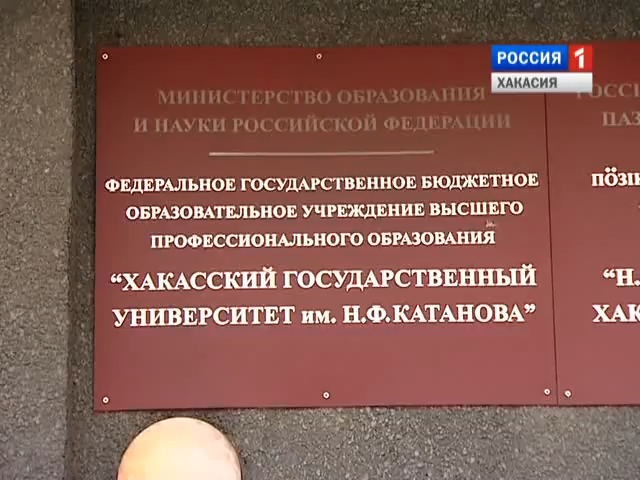 РОССИЯ 1
ХАКАСИЯ
МИНИСТЕРСТВО ОБРАЗОВАНИЯ
И НАУКИ РОССИЙСКОЙ ФЕДЕРАЦИИ
ФЕДЕРАЛЬНОЕ ГОСУДАРСТВЕННОЕ БЮДЖЕТНОЕ
ОБРАЗОВАТЕЛЬНОЕ УЧРЕЖДЕНИЕ ВЫСШЕГО
ПРОФЕССИОНАЛЬНОГО ОБРАЗОВАНИЯ
“ХАКАССКИЙ ГОСУДАРСТВЕННЫЙ
УНИВЕРСИТЕТ им. Н.Ф.КАТАНОВА”
“Н.